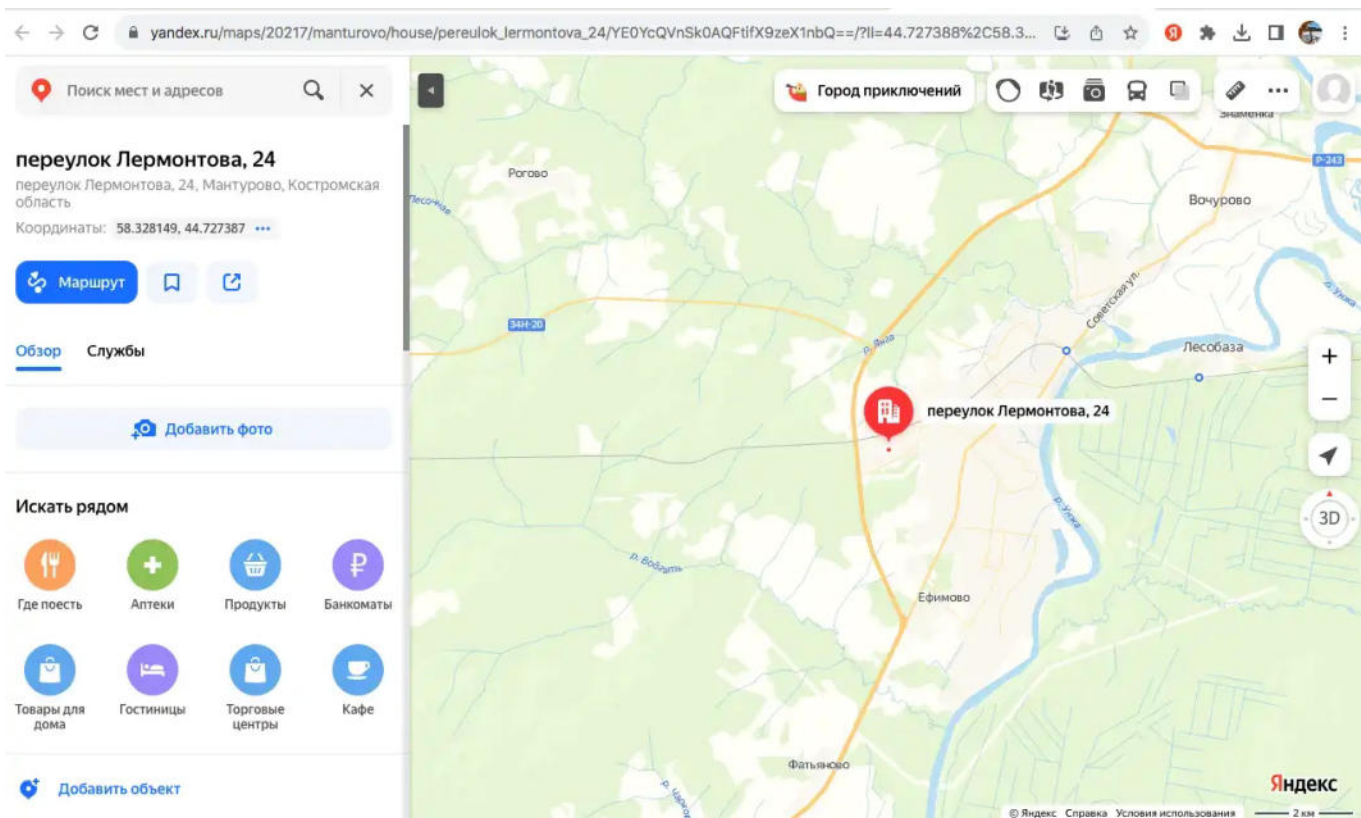 yandex.ru/maps/20217/manturovo/house/pereulok_lermontova_24/YE0YcQVnSk0AQFtifX9zeX1nbQ==/?ll=44.727388%2C58.3...
Поиск мест и адресов
Город приключений
переулок Лермонтова, 24
переулок Лермонтова, 24, Мантурово, Костромская
область
Координаты: 58.328149, 44.727387
Маршрут
Обзор Службы
Добавить фото
Искать рядом
Где поесть Аптеки Продукты Банкоматы
Товары для
дома
Гостиницы
Торговые
центры
Кафе
Добавить объект
Знаменка
Р-243
Рогово
Песочная
Вочурово
р. Унжа
Советская ул.
34Н-20
р. Янга
Лесобаза
переулок Лермонтова, 24
р. Унжа
3D
Ефимово
Фатьяново
Яндекс
© Яндекс Справка Условия использования 2 км